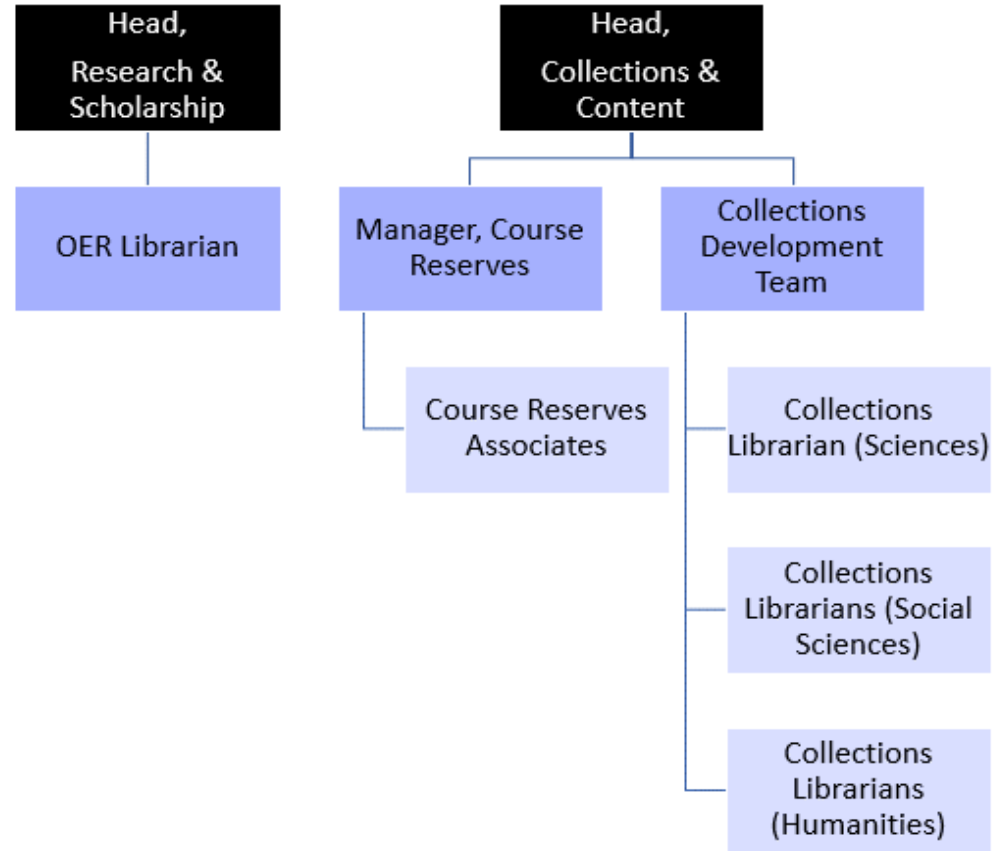 Head,
Research &
Scholarship
Head,
Collections &
Content
OER Librarian
Manager, Course
Reserves
Collections
Development
Team
Course Reserves
Associates
Collections
Librarian (Sciences)
Collections
Librarians (Social
Sciences)
Collections
Librarians
(Humanities)